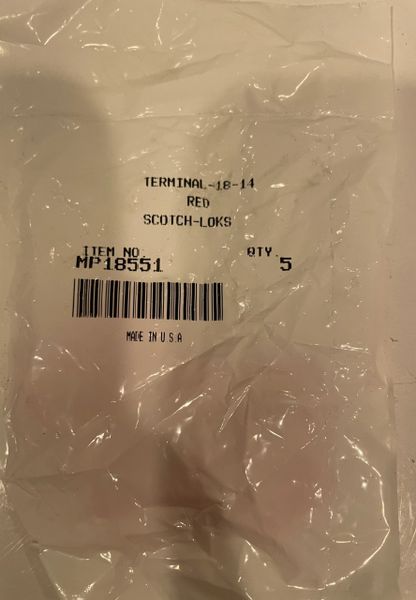 TERMINAL-18-14
RED
SCOTCH-LOKS
ITEM NO. QTY.
MP18551 5
MADE IN U S A